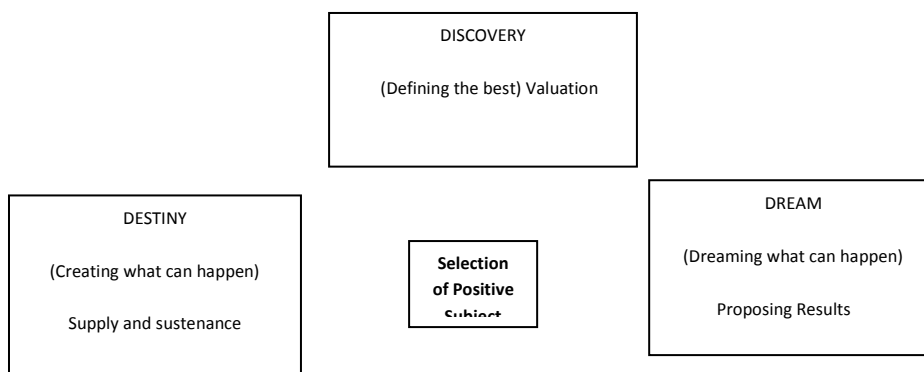 DISCOVERY
(Defining the best) Valuation
DESTINY
(Creating what can happen)
Supply and sustenance
Selection
of Positive
Subject
DREAM
(Dreaming what can happen)
Proposing Results